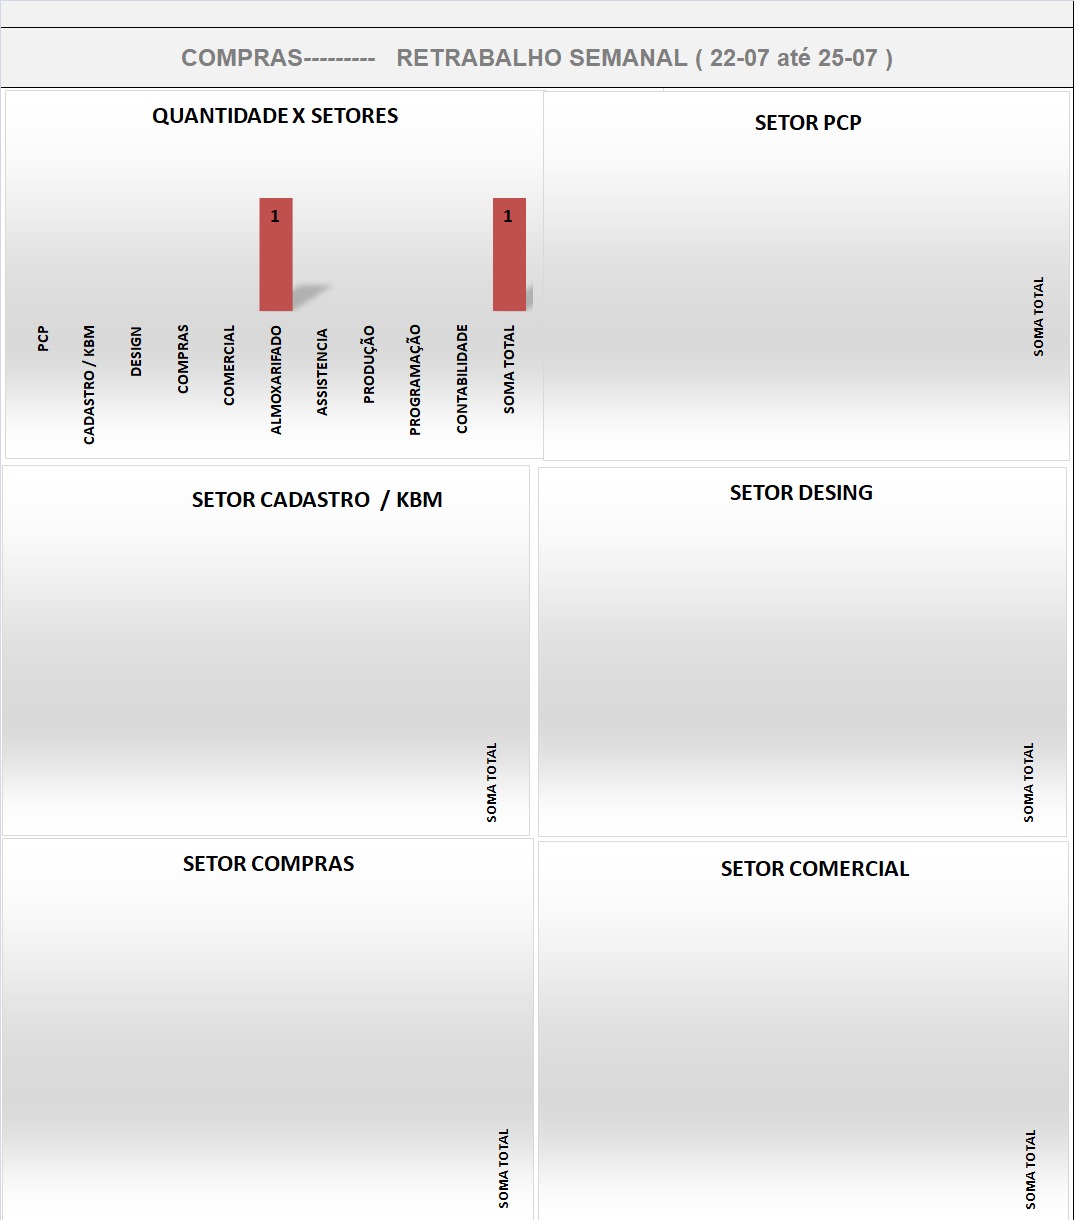 COMPRAS--------- RETRABALHO SEMANAL ( 22-07 até 25-07 )
QUANTIDADE X SETORES
1
1
PCP
CADASTRO / KBM
DESIGN
COMPRAS
COMERCIAL
ALMOXARIFADO
ASSISTENCIA
PRODUÇÃO
PROGRAMAÇÃO
CONTABILIDADE
SOMA TOTAL
SETOR PCP
SOMA TOTAL
SETOR CADASTRO / KBM
SOMA TOTAL
SETOR DESING
SOMA TOTAL
SETOR COMPRAS
SOMA TOTAL
SETOR COMERCIAL
SOMA TOTAL